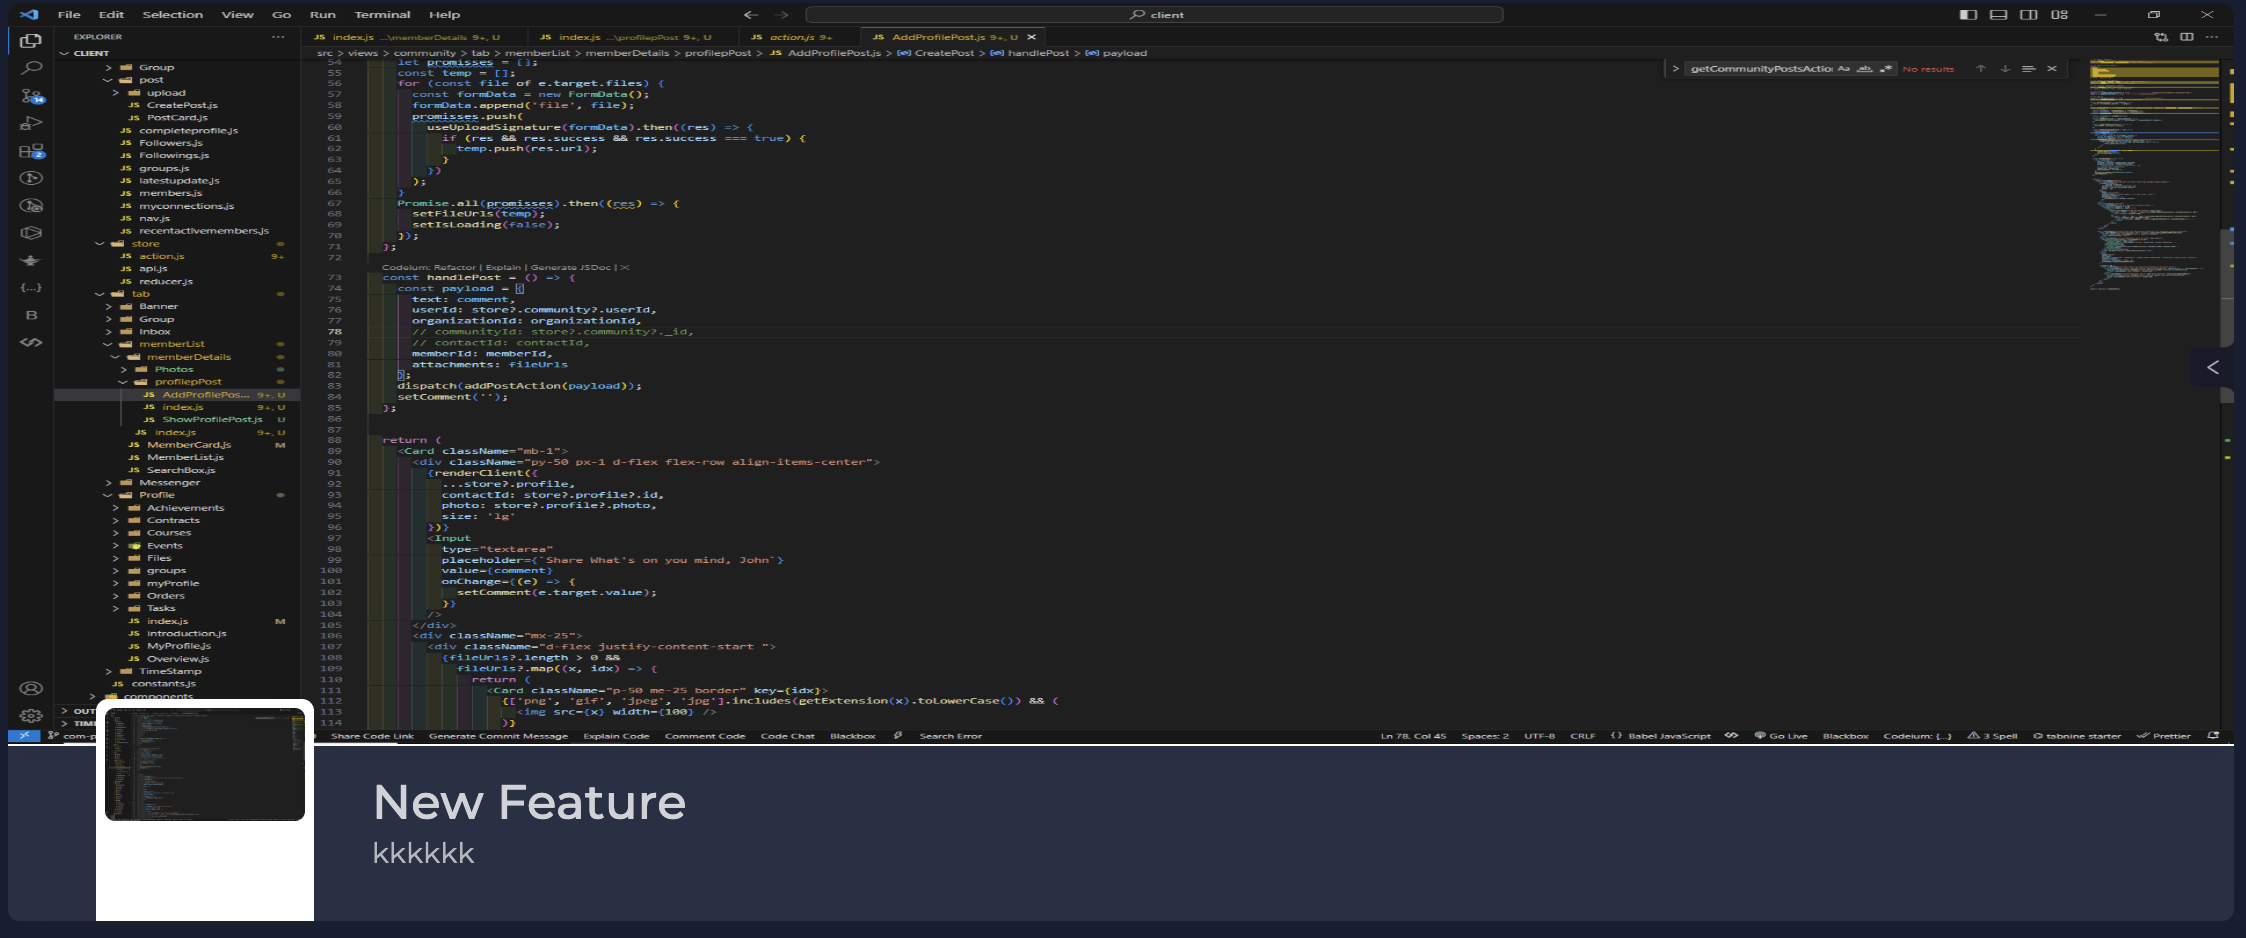 File Edit Selection View Go Run Terminal Help
client
EXPLORER
CLIENT
Group
post
upload
CreatePost.js
PostCard.js
completeprofile.js
Followers.js
Followings.js
groups.js
latestupdate.js
members.js
myconnections.js
nav.js
recentactivemembers.js
store
action.js 9+
api.js
reducer.js
tab
Banner
Group
Inbox
memberList
memberDetails
Photos
profilepPost
AddProfilePos... 9+, U
index.js 9+, U
ShowProfilePost.js U
index.js 9+, U
MemberCard.js M
MemberList.js
SearchBox.js
Messenger
Profile
Achievements
Contracts
Courses
Events
Files
groups
myProfile
Orders
Tasks
index.js M
introduction.js
MyProfile.js
Overview.js
TimeStamp
constants.js
components
index.js ...\memberDetails 9+, U index.js ...\profilepPost 9+, U action.js 9+ AddProfilePost.js 9+, U
src > views > community > tab > memberList > memberDetails > profilepPost > JS AddProfilePost.js > CreatePost > handlePost > payload
getCommunityPostsActio Aa ab No results
54 let promisses = [];
55 const temp = [];
56 for (const file of e.target.files) {
57 const formData = new FormData();
58 formData.append('file', file);
59 promisses.push(
60 useUploadSignature(formData).then((res) => {
61 if (res && res.success && res.success === true) {
62 temp.push(res.url);
63 }
64 })
65 );
66 }
67 Promise.all(promisses).then((res) => {
68 setFileUrls(temp);
69 setIsLoading(false);
70 });
71 };
72
Codeium: Refactor | Explain | Generate JSDoc | X
73 const handlePost = () => {
74 const payload = {
75 text: comment,
76 userId: store?.community?.userId,
77 organizationId: organizationId,
78 // communityId: store?.community?._id,
79 // contactId: contactId,
80 memberId: memberId,
81 attachments: fileUrls
82 };
83 dispatch(addPostAction(payload));
84 setComment('');
85 };
86
87
88 return (
89 <Card className="mb-1">
90 <div className="py-50 px-1 d-flex flex-row align-items-center">
91 {renderClient({
92 ...store?.profile,
93 contactId: store?.profile?.id,
94 photo: store?.profile?.photo,
95 size: 'lg'
96 })}
97 <Input
98 type="textarea"
99 placeholder={`Share What's on you mind, John`}
100 value={comment}
101 onChange={(e) => {
102 setComment(e.target.value);
103 }}
104 />
105 </div>
106 <div className="mx-25">
107 <div className="d-flex justify-content-start ">
108 {fileUrls?.length > 0 &&
109 fileUrls?.map((x, idx) => {
110 return (
111 <Card className="p-50 me-25 border" key={idx}>
112 {['png', 'gif', 'jpeg', 'jpg'].includes(getExtension(x).toLowerCase()) && (
113 <img src={x} width={100} />
114 )}
Share Code Link Generate Commit Message Explain Code Comment Code Code Chat Blackbox Search Error
Ln 78, Col 45 Spaces: 2 UTF-8 CRLF {} Babel JavaScript Go Live Blackbox Codeium: {...} 3 Spell tabnine starter Prettier
New Feature
kkkkkk